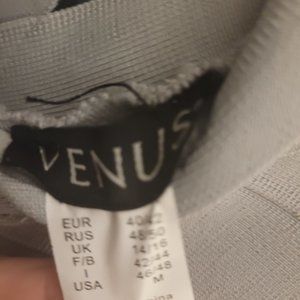 VENUS
EUR 40/42
RUS 48/50
UK 14/16
F/B 42/44
I 46/48
USA M